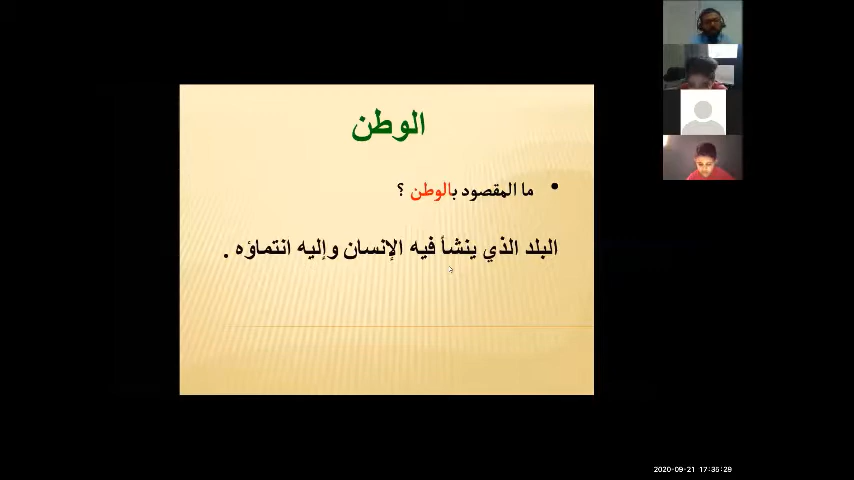 الوطن
• ما المقصود بالوطن ؟
البلد الذي ينشأ فيه الإنسان وإليه انتماؤه .
2020-09-21 17:35:29